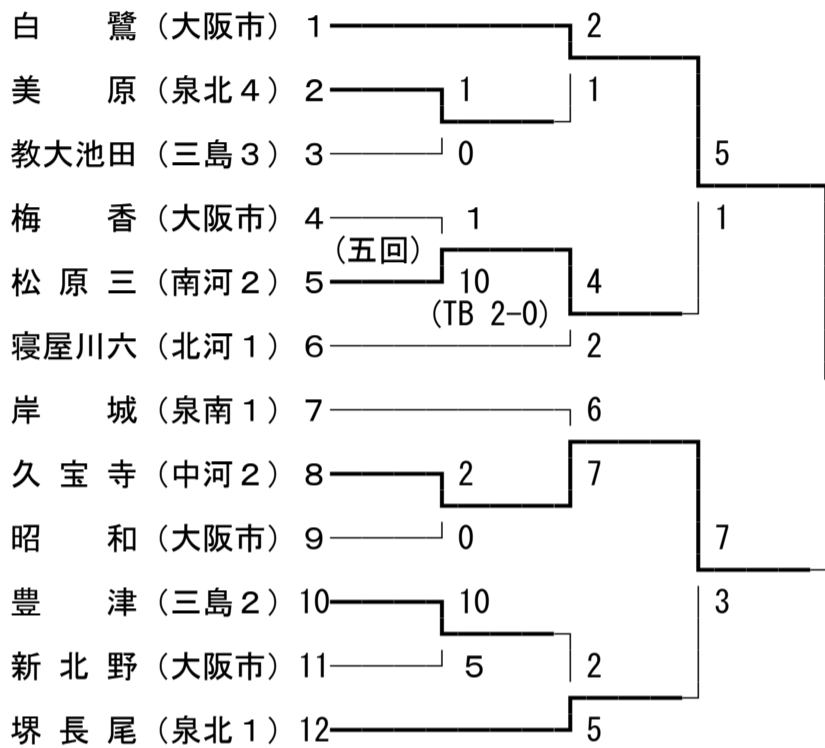 白　鷺（大阪市）1 2
美　原（泉北４）2 1 1
教大池田（三島３）3 0 5
梅　香（大阪市）4 1 1
(五回)
松 原 三（南河２）5 10 4
(TB 2-0)
寝屋川六（北河１）6 2
岸　城（泉南１）7 6
久 宝 寺（中河２）8 2 7
昭　和（大阪市）9 0 7
豊　津（三島２）10 10 3
新 北 野（大阪市）11 5 2
堺 長 尾（泉北１）12 5